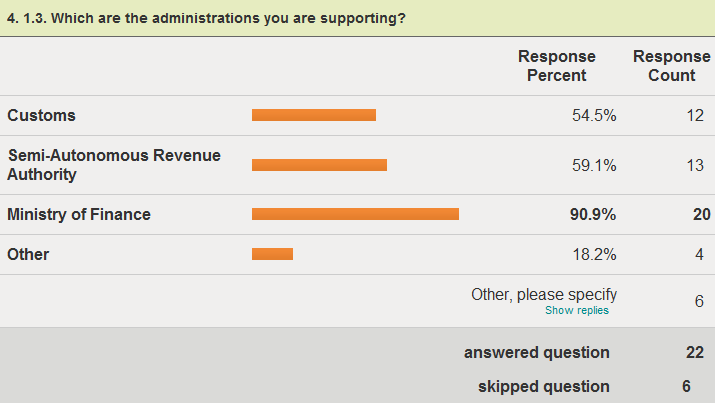 4. 1.3. Which are the administrations you are supporting?
Response Percent
Response Count
Customs 54.5% 12
Semi-Autonomous Revenue Authority 59.1% 13
Ministry of Finance 90.9% 20
Other 18.2% 4
Other, please specify 6
Show replies
answered question 22
skipped question 6